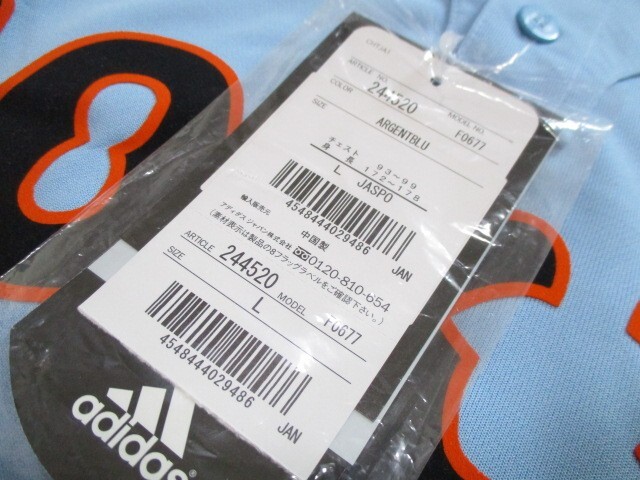 CHTJA1
ARTICLE NO.
MODEL NO.
244520
F0677
COLOR
ARGENTBLU
SIZE
チェスト 93~99
身 長 172~178
L JASPO
4548444029486 JAN
輸入販売元 中国製
アディダスジャパン株式会社 0120-810-654
(素材表示は製品の8フラッグラベルをご確認下さい。)
ARTICLE MODEL
244520 F0677
SIZE
L
4548444029486 JAN
adidas
8